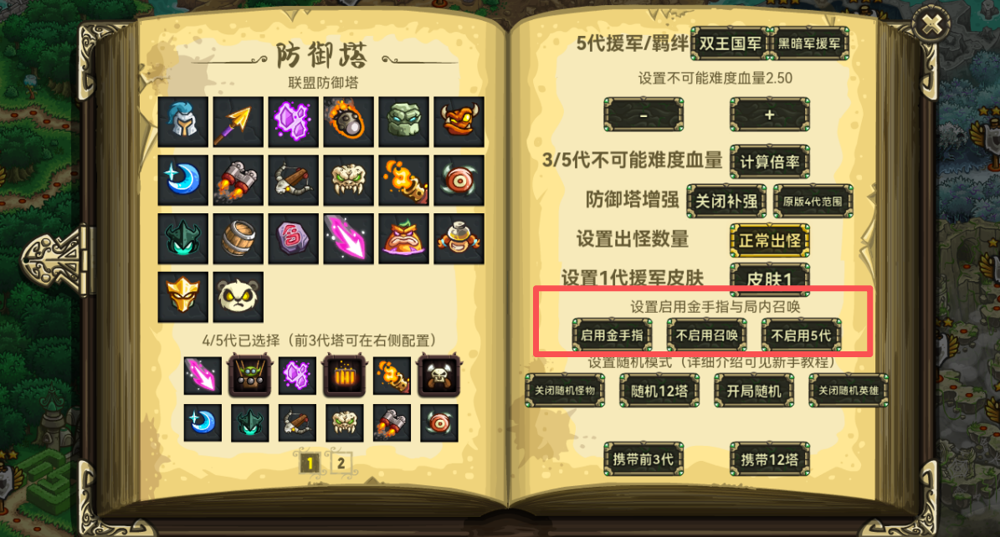 防御塔
联盟防御塔
4/5代已选择（前3代塔可在右侧配置）
1 2
5代援军/羁绊 双王国军 黑暗军援军
设置不可能难度血量2.50
- +
3/5代不可能难度血量 计算倍率
防御塔增强 关闭补强 原版4代范围
设置出怪数量 正常出怪
设置1代援军皮肤 皮肤1
设置启用金手指与局内召唤
启用金手指 不启用召唤 不启用5代
设置随机模式（详细介绍可见新手教程）
关闭随机怪物 随机12塔 开局随机 关闭随机英雄
携带前3代 携带12塔